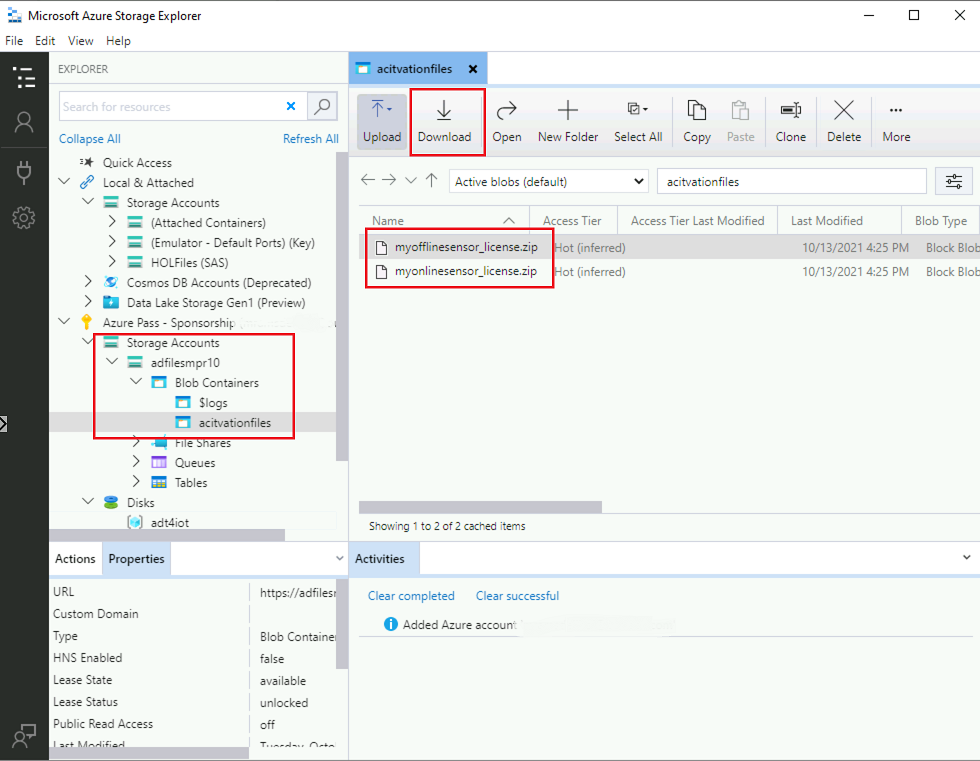 Microsoft Azure Storage Explorer
File Edit View Help
EXPLORER
Search for resources
Collapse All Refresh All
Quick Access
Local & Attached
Storage Accounts
(Attached Containers)
(Emulator - Default Ports) (Key)
HOLFiles (SAS)
Cosmos DB Accounts (Deprecated)
Data Lake Storage Gen1 (Preview)
Azure Pass - Sponsorship
Storage Accounts
adfilesmpr10
Blob Containers
$logs
acitvationfiles
File Shares
Queues
Tables
Disks
adt4iot
Actions Properties
URL https://adfiles
Custom Domain
Type Blob Container
HNS Enabled false
Lease State available
Lease Status unlocked
Public Read Access off
Last Modified Tuesday, Octo
acitvationfiles
Upload Download Open New Folder Select All Copy Paste Clone Delete More
Active blobs (default) acitvationfiles
Name Access Tier Access Tier Last Modified Last Modified Blob Type
myofflinesensor_license.zip Hot (inferred) 10/13/2021 4:25 PM Block Blob
myonlinesensor_license.zip Hot (inferred) 10/13/2021 4:25 PM Block Blob
Showing 1 to 2 of 2 cached items
Activities
Clear completed Clear successful
Added Azure account